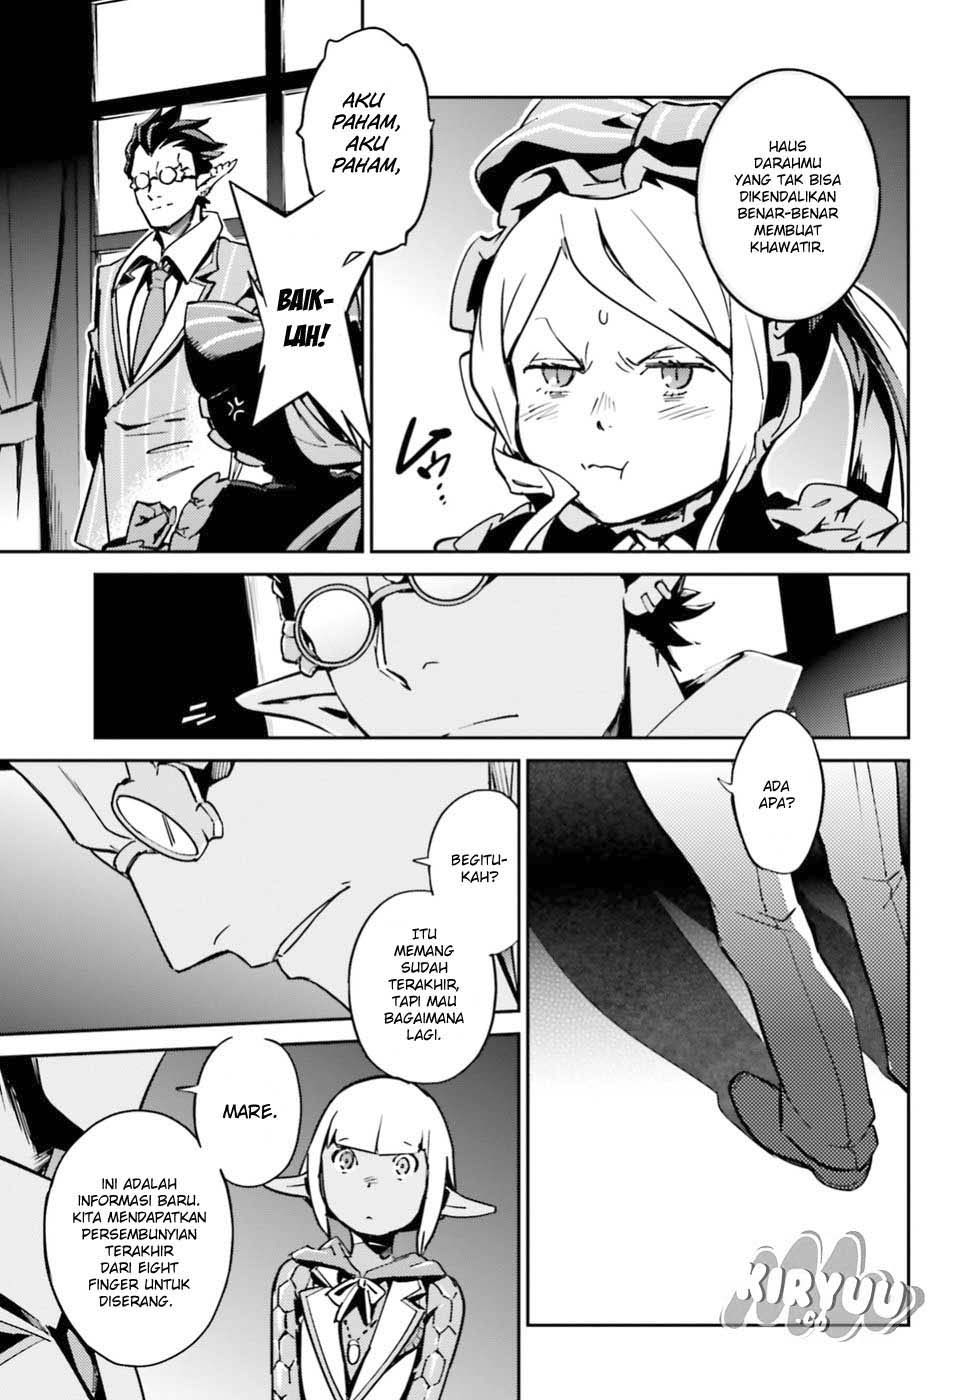 HAUS
DARAHMU
YANG TAK BISA
DIKENDALIKAN
BENAR-BENAR
MEMBUAT
KHAWATIR.
AKU
PAHAM,
AKU
PAHAM,
BAIK-
LAH!
ADA
APA?
BEGITU-
KAH?
ITU
MEMANG
SUDAH
TERAKHIR,
TAPI MAU
BAGAIMANA
LAGI.
MARE.
INI ADALAH
INFORMASI BARU.
KITA MENDAPATKAN
PERSEMBUNYIAN
TERAKHIR
DARI EIGHT
FINGER UNTUK
DISERANG.
KIRYUU
.co